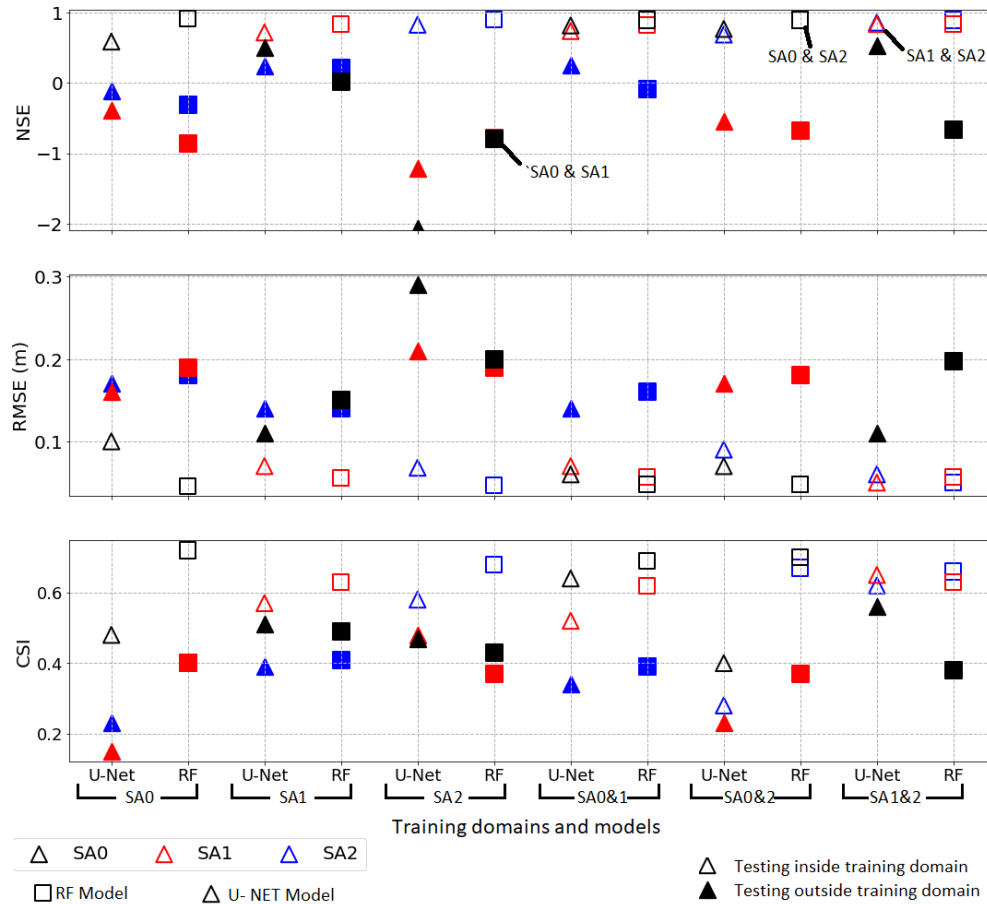 1
0
−1
−2
NSE
SA0 & SA2
SA1 & SA2
`SA0 & SA1
0.3
0.2
0.1
RMSE (m)
0.6
0.4
0.2
CSI
U-Net RF U-Net RF U-Net RF U-Net RF U-Net RF U-Net RF
SA0 SA1 SA2 SA0&1 SA0&2 SA1&2
Training domains and models
SA0 SA1 SA2
RF Model U- NET Model
Testing inside training domain
Testing outside training domain